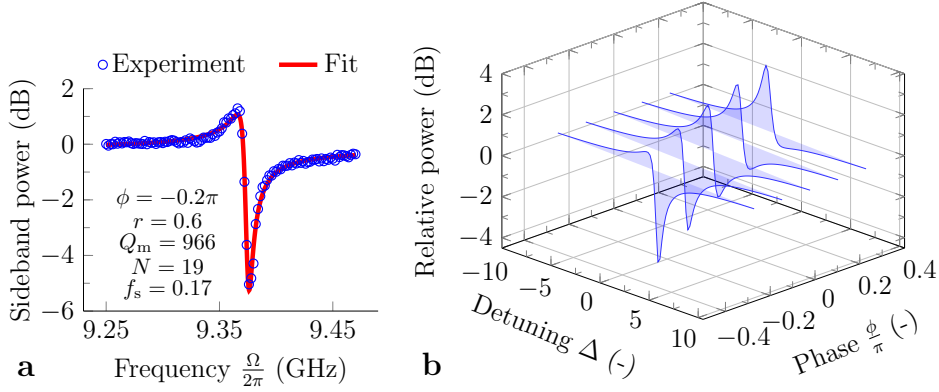 Experiment Fit
Sideband power (dB)
2
0
−2
−4
−6
ϕ = −0.2π
r = 0.6
Qm = 966
N = 19
fs = 0.17
9.25 9.35 9.45
a Frequency Ω/2π (GHz)
Relative power (dB)
4
2
0
−2
−4
−10 −5 0 5 10
Detuning Δ (-)
−0.4 −0.2 0 0.2 0.4
Phase ϕ/π (-)
b